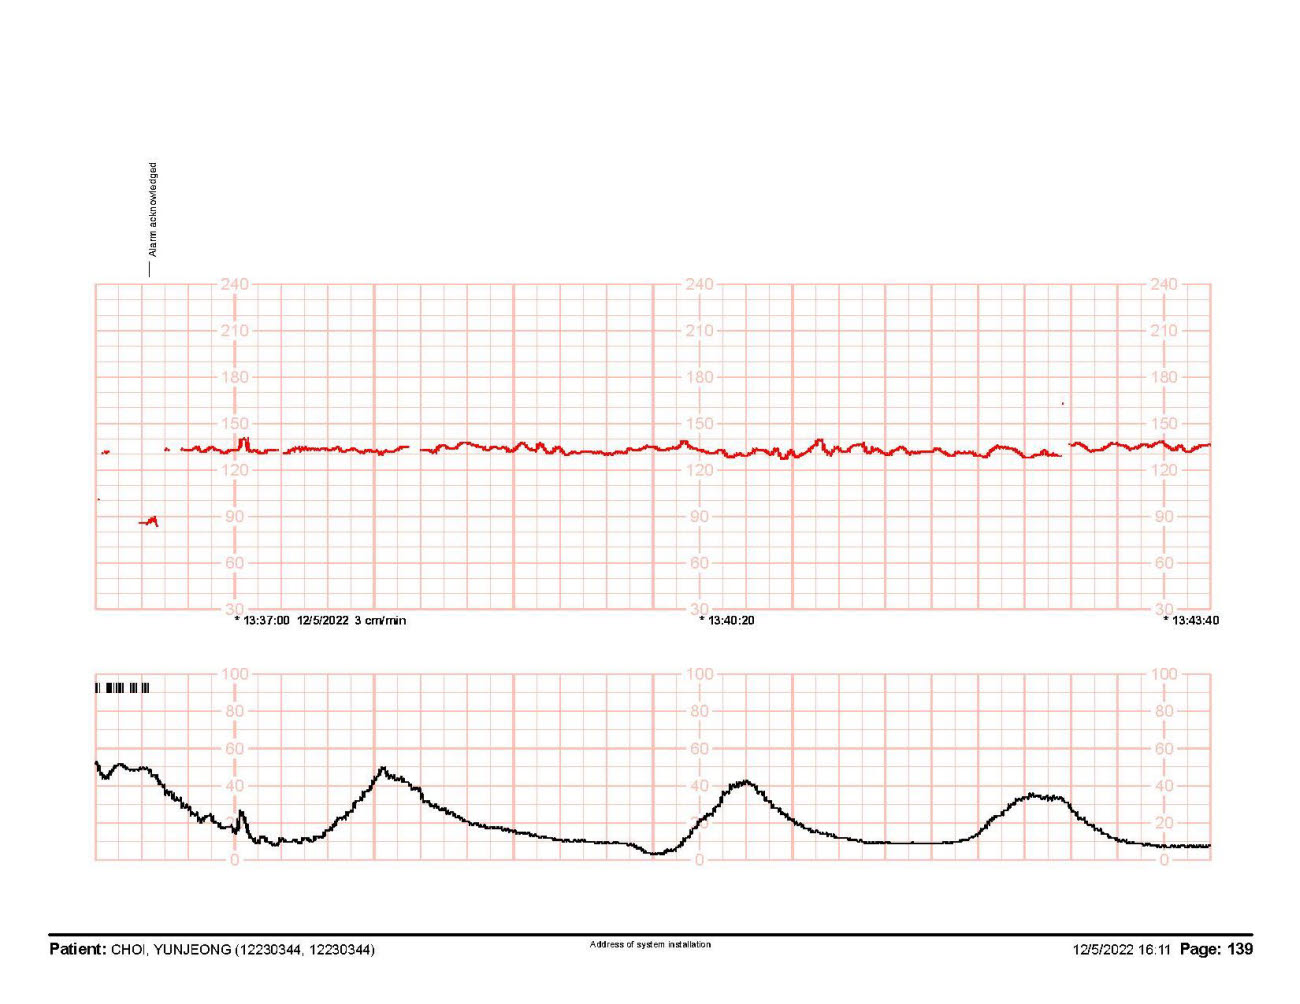 Alarm acknowledged
240 240 240
210 210 210
180 180 180
150 150 150
120 120 120
90 90 90
60 60 60
30 30 30
* 13:37:00 12/5/2022 3 cm/min * 13:40:20 * 13:43:40
100 100 100
80 80 80
60 60 60
40 40 40
20 20 20
0 0 0
Patient: CHOI, YUNJEONG (12230344, 12230344) Address of system installation 12/5/2022 16:11 Page: 139